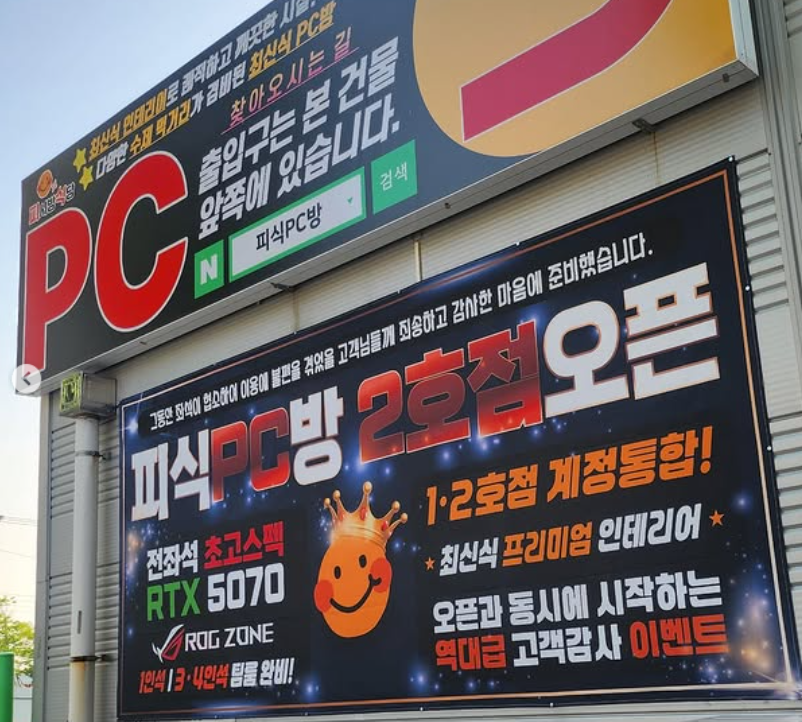 ★최신식 인테리어로 쾌적하고 깨끗한 시설!
★다양한 수제 먹거리가 겸비된 최신식 PC방
찾아오시는 길
PC
출입구는 본 건물
앞쪽에 있습니다.
N 피식PC방 검색
그동안 좌석이 협소하여 이용에 불편을 겪었을 고객님들께 죄송하고 감사한 마음에 준비했습니다.
피식PC방 2호점오픈
전좌석 초고스펙
RTX 5070
ROG ZONE
1인석 | 3·4인석 팀룸 완비!
1·2호점 계정통합!
★ 최신식 프리미엄 인테리어 ★
오픈과 동시에 시작하는
역대급 고객감사 이벤트